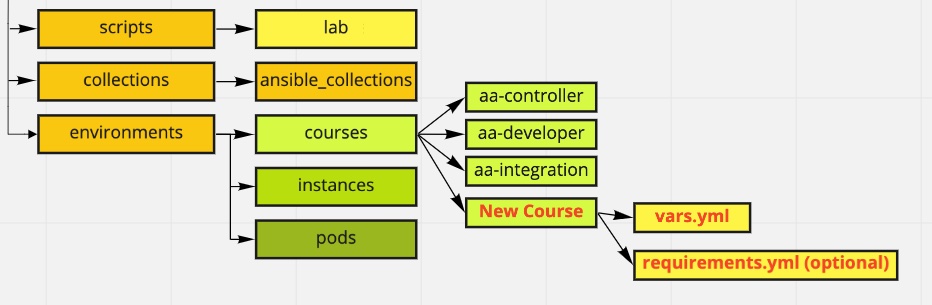 scripts
lab
collections
ansible_collections
environments
courses
instances
pods
aa-controller
aa-developer
aa-integration
New Course
vars.yml
requirements.yml (optional)